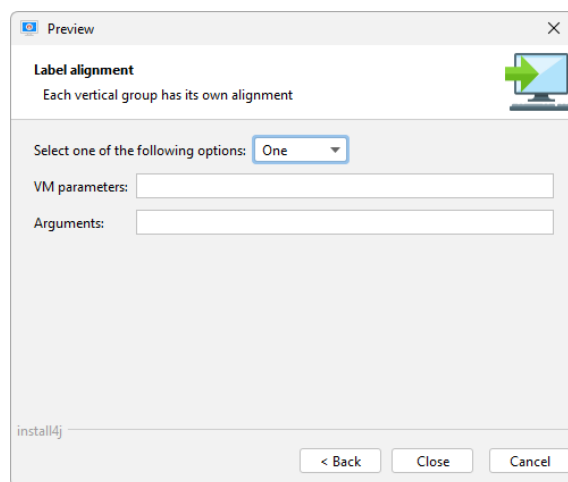 Preview
Label alignment
Each vertical group has its own alignment
Select one of the following options: One
VM parameters:
Arguments:
install4j
< Back Close Cancel